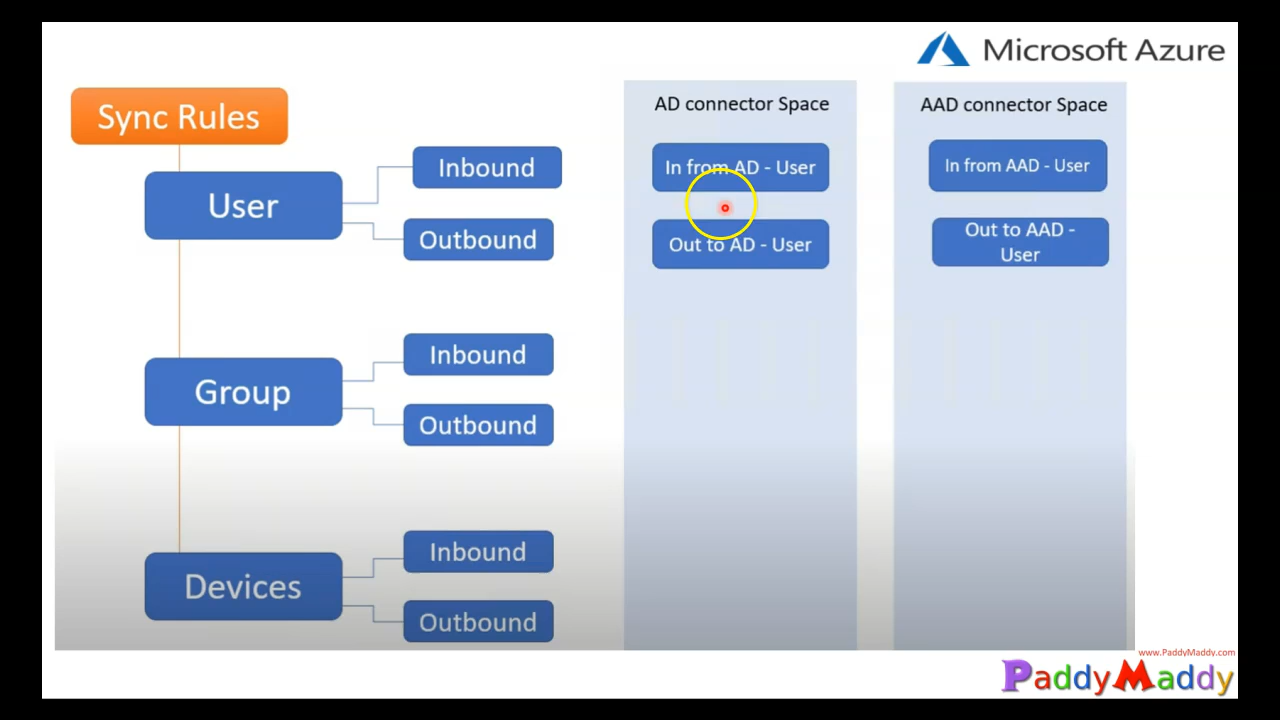 Microsoft Azure
Sync Rules
User
Inbound
Outbound
Group
Inbound
Outbound
Devices
Inbound
Outbound
AD connector Space
In from AD - User
Out to AD - User
AAD connector Space
In from AAD - User
Out to AAD -
User
www.PaddyMaddy.com
PaddyMaddy